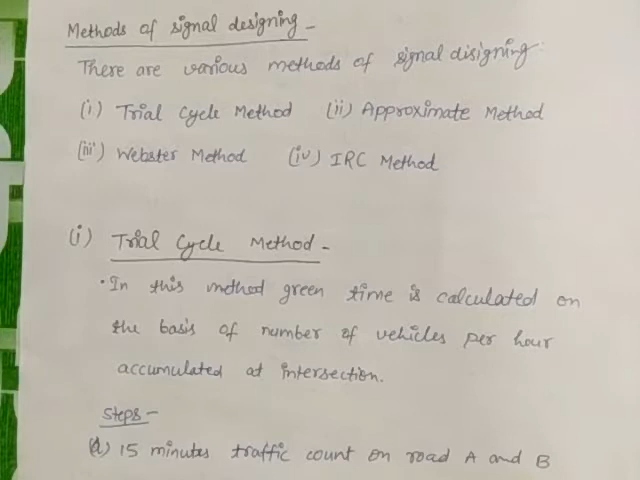 Methods of signal designing -
There are various methods of signal disigning:
(i) Trial Cycle Method (ii) Approximate Method
(iii) Webster Method (iv) IRC Method
(i) Trial Cycle Method -
• In this method green time is calculated on
the basis of number of vehicles per hour
accumulated at intersection.
Steps -
(a) 15 minutes traffic count on road A and B